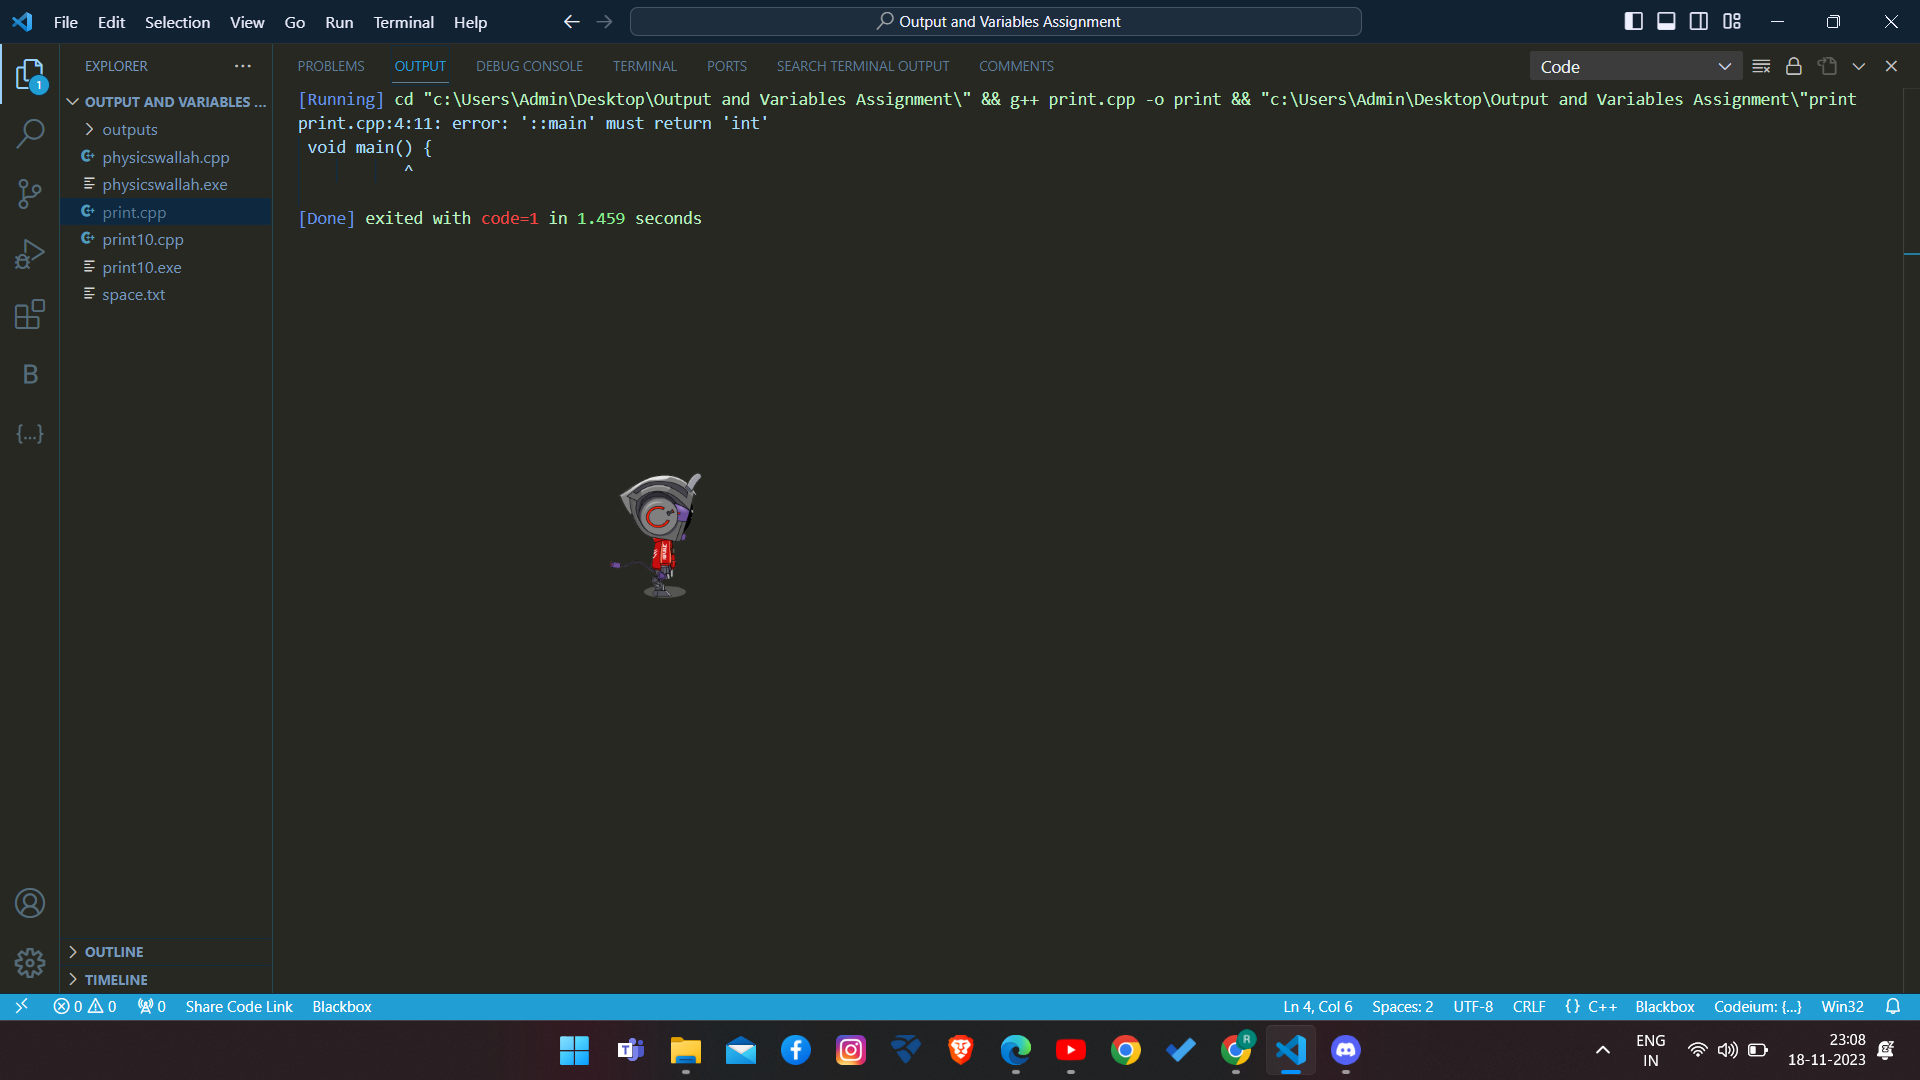 File Edit Selection View Go Run Terminal Help
Output and Variables Assignment
EXPLORER
1
OUTPUT AND VARIABLES ...
outputs
physicswallah.cpp
physicswallah.exe
print.cpp
print10.cpp
print10.exe
space.txt
OUTLINE
TIMELINE
PROBLEMS OUTPUT DEBUG CONSOLE TERMINAL PORTS SEARCH TERMINAL OUTPUT COMMENTS
Code
[Running] cd "c:\Users\Admin\Desktop\Output and Variables Assignment\" && g++ print.cpp -o print && "c:\Users\Admin\Desktop\Output and Variables Assignment\"print
print.cpp:4:11: error: '::main' must return 'int'
void main() {
^
[Done] exited with code=1 in 1.459 seconds
0 0 0 Share Code Link Blackbox
Ln 4, Col 6 Spaces: 2 UTF-8 CRLF {} C++ Blackbox Codeium: {...} Win32
ENG
IN
23:08
18-11-2023